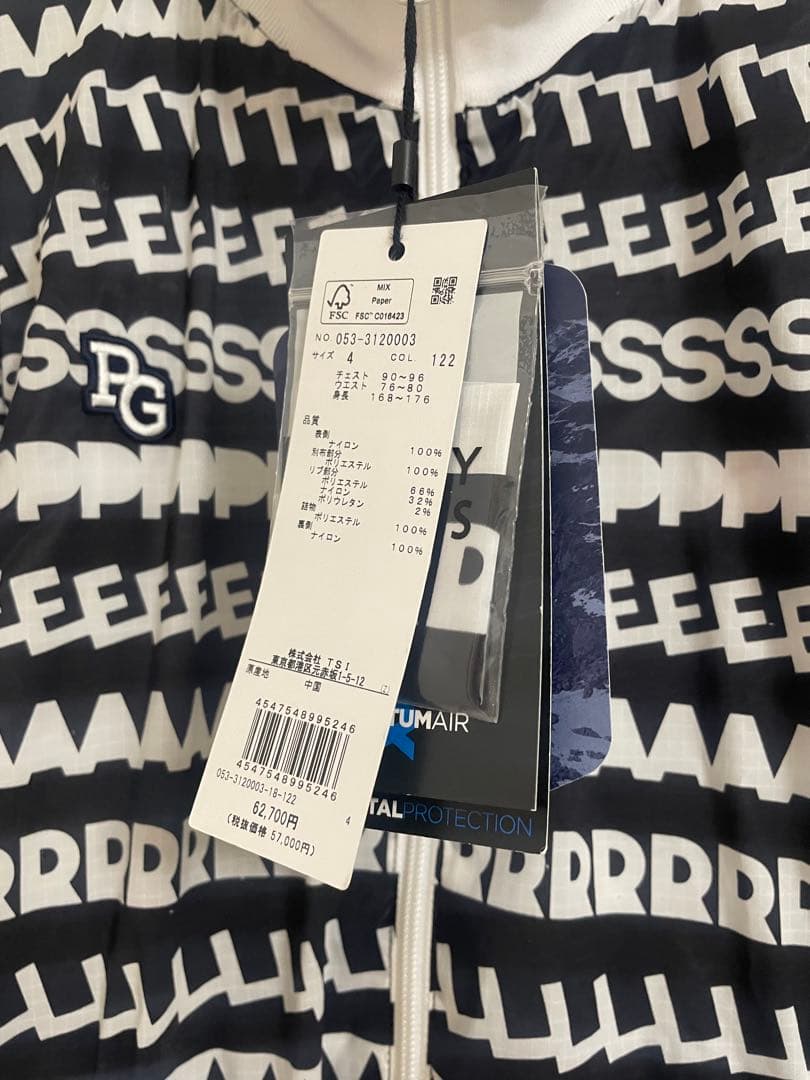 TTTTTTTTTTTT
EEEEEEEE
SSSSSSSSSSS
PG
PPPPPPPPP
EEEEEEEE
AAAAAAAA
RRRRRRRRRR
MIX
Paper
FSC
FSC™ C016423
NO. 053-3120003
サイズ 4 COL. 122
チェスト 90～96
ウエスト 76～80
身長 168～176
品質
表側
ナイロン 100%
別布部分
ポリエステル 100%
リブ部分
ポリエステル 66%
ナイロン 32%
ポリウレタン 2%
詰物
ポリエステル 100%
裏側
ナイロン 100%
株式会社 TSI
東京都港区元赤坂1-5-12
(Z)
原産地 中国
4547548995246
4547548995246
053-3120003-18-122
4
62,700円
(税抜価格 57,000円)
Y
S
D
TUMAIR
TALPROTECTION